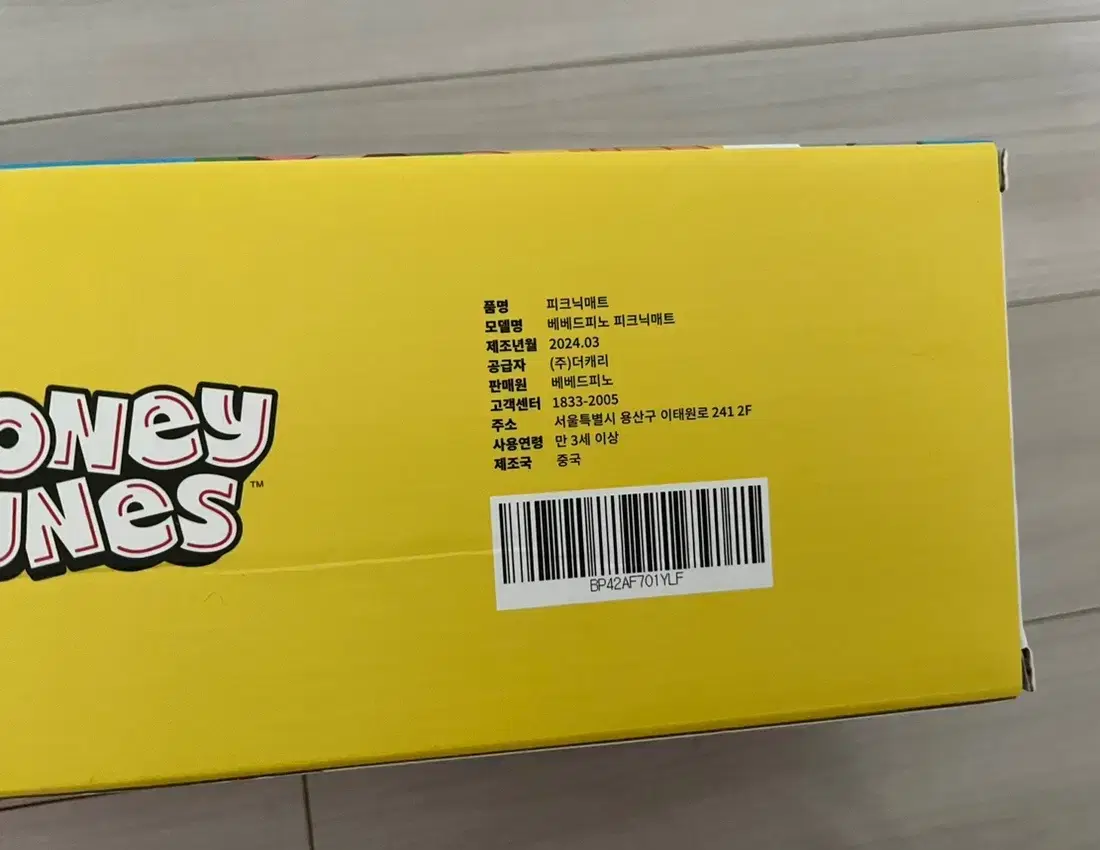 ONEY
UNES™
품명 피크닉매트
모델명 베베드피노 피크닉매트
제조년월 2024.03
공급자 (주)더캐리
판매원 베베드피노
고객센터 1833-2005
주소 서울특별시 용산구 이태원로 241 2F
사용연령 만 3세 이상
제조국 중국
BP42AF701YLF